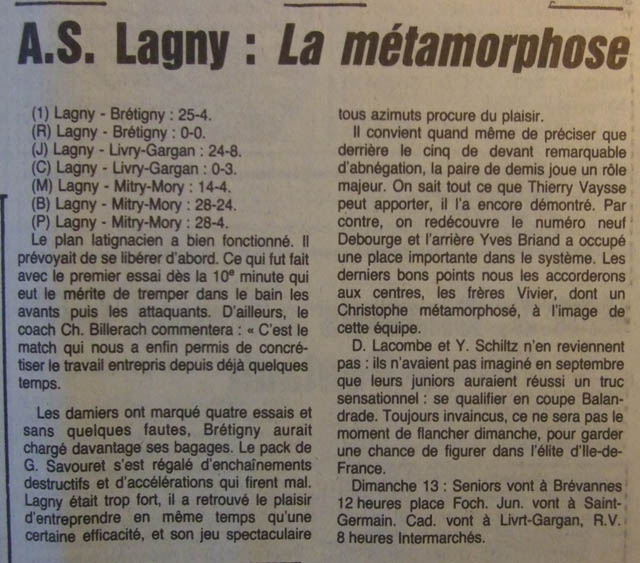 A.S. Lagny : La métamorphose
(1) Lagny - Brétigny : 25-4.
(R) Lagny - Brétigny : 0-0.
(J) Lagny - Livry-Gargan : 24-8.
(C) Lagny - Livry-Gargan : 0-3.
(M) Lagny - Mitry-Mory : 14-4.
(B) Lagny - Mitry-Mory : 28-24.
(P) Lagny - Mitry-Mory : 28-4.
Le plan latignacien a bien fonctionné. Il
prévoyait de se libérer d'abord. Ce qui fut fait
avec le premier essai dès la 10e minute qui
eut le mérite de tremper dans le bain les
avants puis les attaquants. D'ailleurs, le
coach Ch. Billerach commentera : « C'est le
match qui nous a enfin permis de concré-
tiser le travail entrepris depuis déjà quelques
temps.
Les damiers ont marqué quatre essais et
sans quelques fautes, Brétigny aurait
chargé davantage ses bagages. Le pack de
G. Savouret s'est régalé d'enchaînements
destructifs et d'accélérations qui firent mal.
Lagny était trop fort, il a retrouvé le plaisir
d'entreprendre en même temps qu'une
certaine efficacité, et son jeu spectaculaire
tous azimuts procure du plaisir.
Il convient quand même de préciser que
derrière le cinq de devant remarquable
d'abnégation, la paire de demis joue un rôle
majeur. On sait tout ce que Thierry Vaysse
peut apporter, il l'a encore démontré. Par
contre, on redécouvre le numéro neuf
Debourge et l'arrière Yves Briand a occupé
une place importante dans le système. Les
derniers bons points nous les accorderons
aux centres, les frères Vivier, dont un
Christophe métamorphosé, à l'image de
cette équipe.
D. Lacombe et Y. Schiltz n'en reviennent
pas : ils n'avaient pas imaginé en septembre
que leurs juniors auraient réussi un truc
sensationnel : se qualifier en coupe Balan-
drade. Toujours invaincus, ce ne sera pas le
moment de flancher dimanche, pour garder
une chance de figurer dans l'élite d'Ile-de-
France.
Dimanche 13 : Seniors vont à Brévannes
12 heures place Foch. Jun. vont à Saint-
Germain. Cad. vont à Livrt-Gargan, R.V.
8 heures Intermarchés.